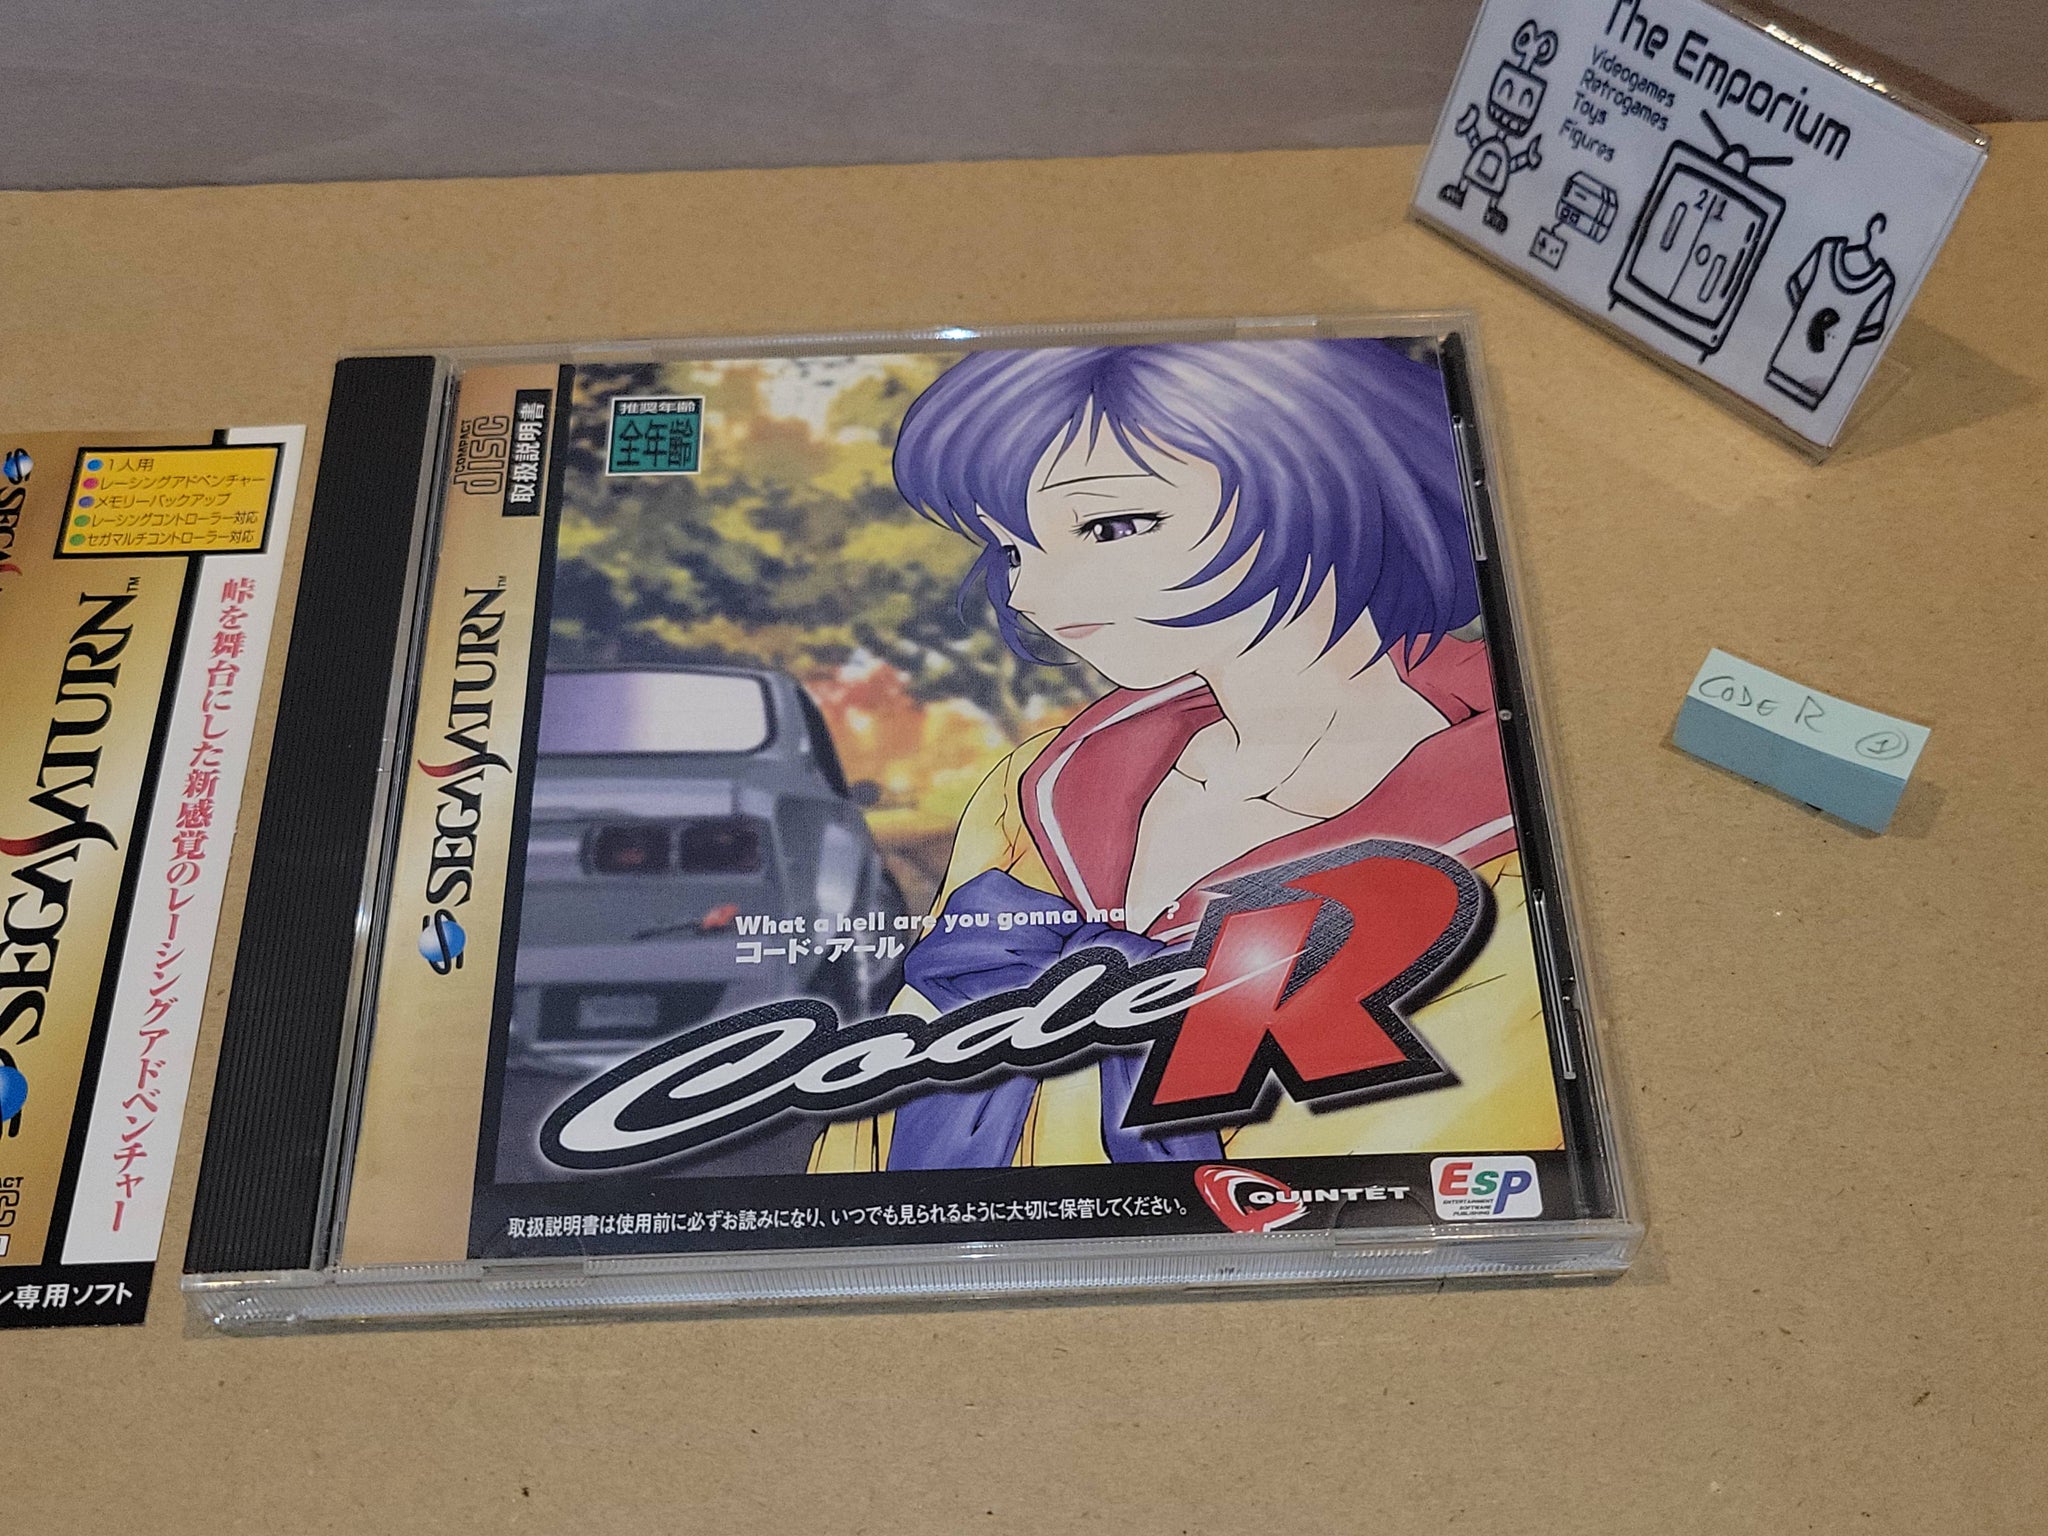 The Emporium
Videogames
Retrogames
Toys
Figures
21
1人用
レーシングアドベンチャー
メモリーバックアップ
レーシングコントローラー対応
セガマルチコントローラー対応
SEGA SATURN™
峠を舞台にした新感覚のレーシングアドベンチャー
ン専用ソフト
COMPACT
disc
取扱説明書
SEGA SATURN™
推奨年齢
全年齢
What a hell are you gonna
コード・アール
Code R
取扱説明書は使用前に必ずお読みになり、いつでも見られるように大切に保管してください。
QUINTET
ESP
ENTERTAINMENT
SOFTWARE
PUBLISHING
CODE R ①